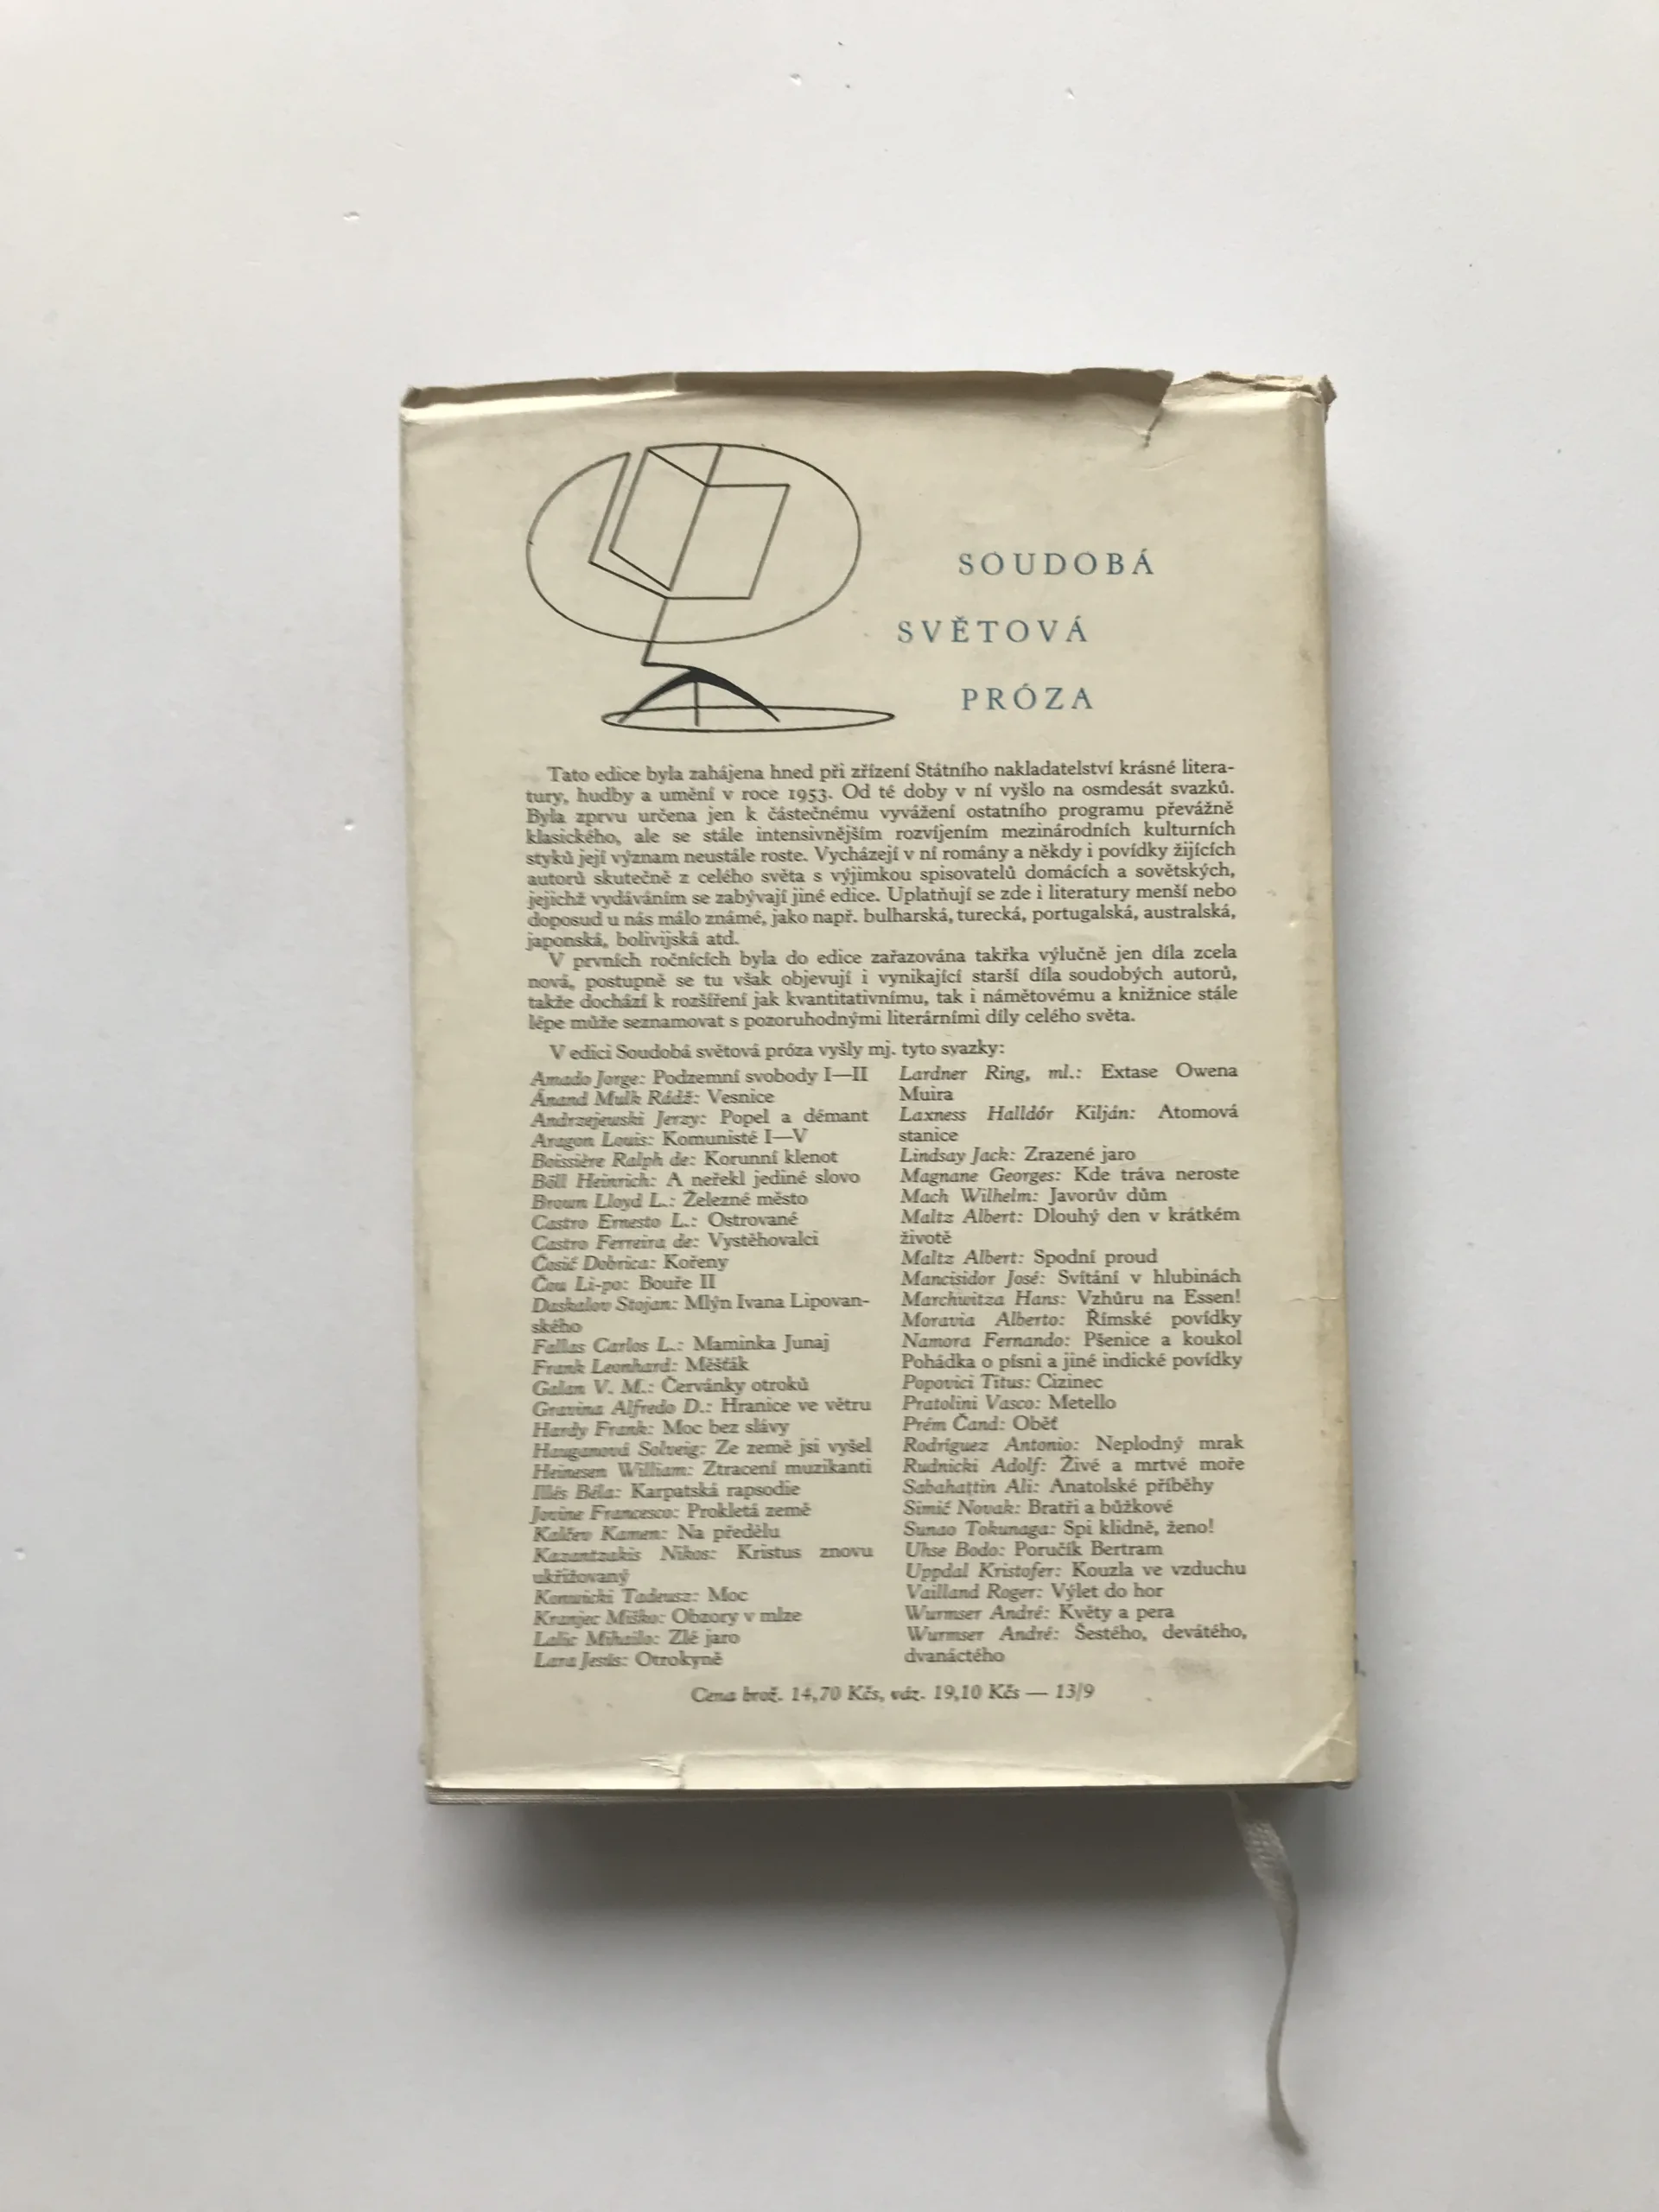 SOUDOBÁ
SVĚTOVÁ
PRÓZA
Tato edice byla zahájena hned při zřízení Státního nakladatelství krásné litera-
tury, hudby a umění v roce 1953. Od té doby v ní vyšlo na osmdesát svazků.
Byla zprvu určena jen k částečnému vyvážení ostatního programu převážně
klasického, ale se stále intensivnějším rozvíjením mezinárodních kulturních
styků její význam neustále roste. Vycházejí v ní romány a někdy i povídky žijících
autorů skutečně z celého světa s výjimkou spisovatelů domácích a sovětských,
jejichž vydáváním se zabývají jiné edice. Uplatňují se zde i literatury menší nebo
doposud u nás málo známé, jako např. bulharská, turecká, portugalská, australská,
japonská, bolivijská atd.
V prvních ročnících byla do edice zařazována takřka výlučně jen díla zcela
nová, postupně se tu však objevují i vynikající starší díla soudobých autorů,
takže dochází k rozšíření jak kvantitativnímu, tak i námětovému a knižnice stále
lépe může seznamovat s pozoruhodnými literárními díly celého světa.
V edici Soudobá světová próza vyšly mj. tyto svazky:
Amado Jorge: Podzemní svobody I—II
Ánand Mulk Rádž: Vesnice
Andrzejewski Jerzy: Popel a démant
Aragon Louis: Komunisté I—V
Boissière Ralph de: Korunní klenot
Böll Heinrich: A neřekl jediné slovo
Brown Lloyd L.: Železné město
Castro Ernesto L.: Ostrované
Castro Ferreira de: Vystěhovalci
Ćosić Dobrica: Kořeny
Čou Li-po: Bouře II
Daskalov Stojan: Mlýn Ivana Lipovan-
ského
Fallas Carlos L.: Maminka Junaj
Frank Leonhard: Měšťák
Galan V. M.: Červánky otroků
Gravina Alfredo D.: Hranice ve větru
Hardy Frank: Moc bez slávy
Hauganová Solveig: Ze země jsi vyšel
Heinesen William: Ztracení muzikanti
Illés Béla: Karpatská rapsodie
Jovine Francesco: Prokletá země
Kalčev Kamen: Na předělu
Kazantzakis Nikos: Kristus znovu
ukřižovaný
Konwicki Tadeusz: Moc
Kranjec Miško: Obzory v mlze
Lalic Mihailo: Zlé jaro
Lara Jesús: Otrokyně
Lardner Ring, ml.: Extase Owena
Muira
Laxness Halldór Kilján: Atomová
stanice
Lindsay Jack: Zrazené jaro
Magnane Georges: Kde tráva neroste
Mach Wilhelm: Javorův dům
Maltz Albert: Dlouhý den v krátkém
životě
Maltz Albert: Spodní proud
Mancisidor José: Svítání v hlubinách
Marchwitza Hans: Vzhůru na Essen!
Moravia Alberto: Římské povídky
Namora Fernando: Pšenice a koukol
Pohádka o písni a jiné indické povídky
Popovici Titus: Cizinec
Pratolini Vasco: Metello
Prém Čand: Oběť
Rodríguez Antonio: Neplodný mrak
Rudnicki Adolf: Živé a mrtvé moře
Sabahattin Ali: Anatolské příběhy
Simić Novak: Bratři a bůžkové
Sunao Tokunaga: Spi klidně, ženo!
Uhse Bodo: Poručík Bertram
Uppdal Kristofer: Kouzla ve vzduchu
Vailland Roger: Výlet do hor
Wurmser André: Květy a pera
Wurmser André: Šestého, devátého,
dvanáctého
Cena brož. 14,70 Kčs, váz. 19,10 Kčs — 13/9